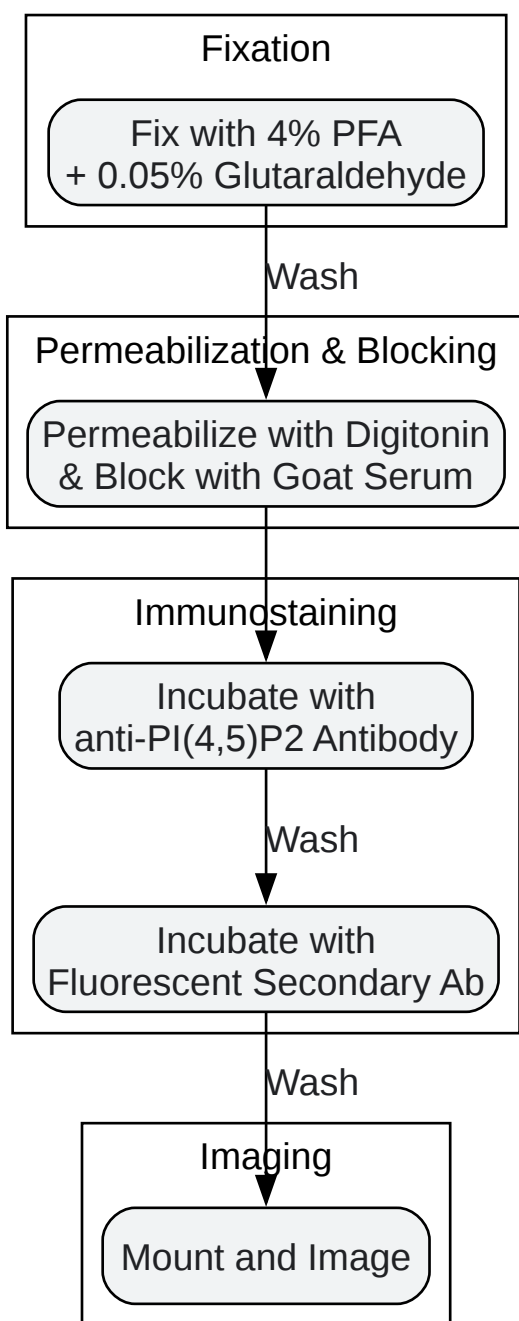 Fixation
Fix with 4% PFA
+ 0.05% Glutaraldehyde
Wash
Permeabilization & Blocking
Permeabilize with Digitonin
& Block with Goat Serum
Immunostaining
Incubate with
anti-PI(4,5)P2 Antibody
Wash
Incubate with
Fluorescent Secondary Ab
Wash
Imaging
Mount and Image